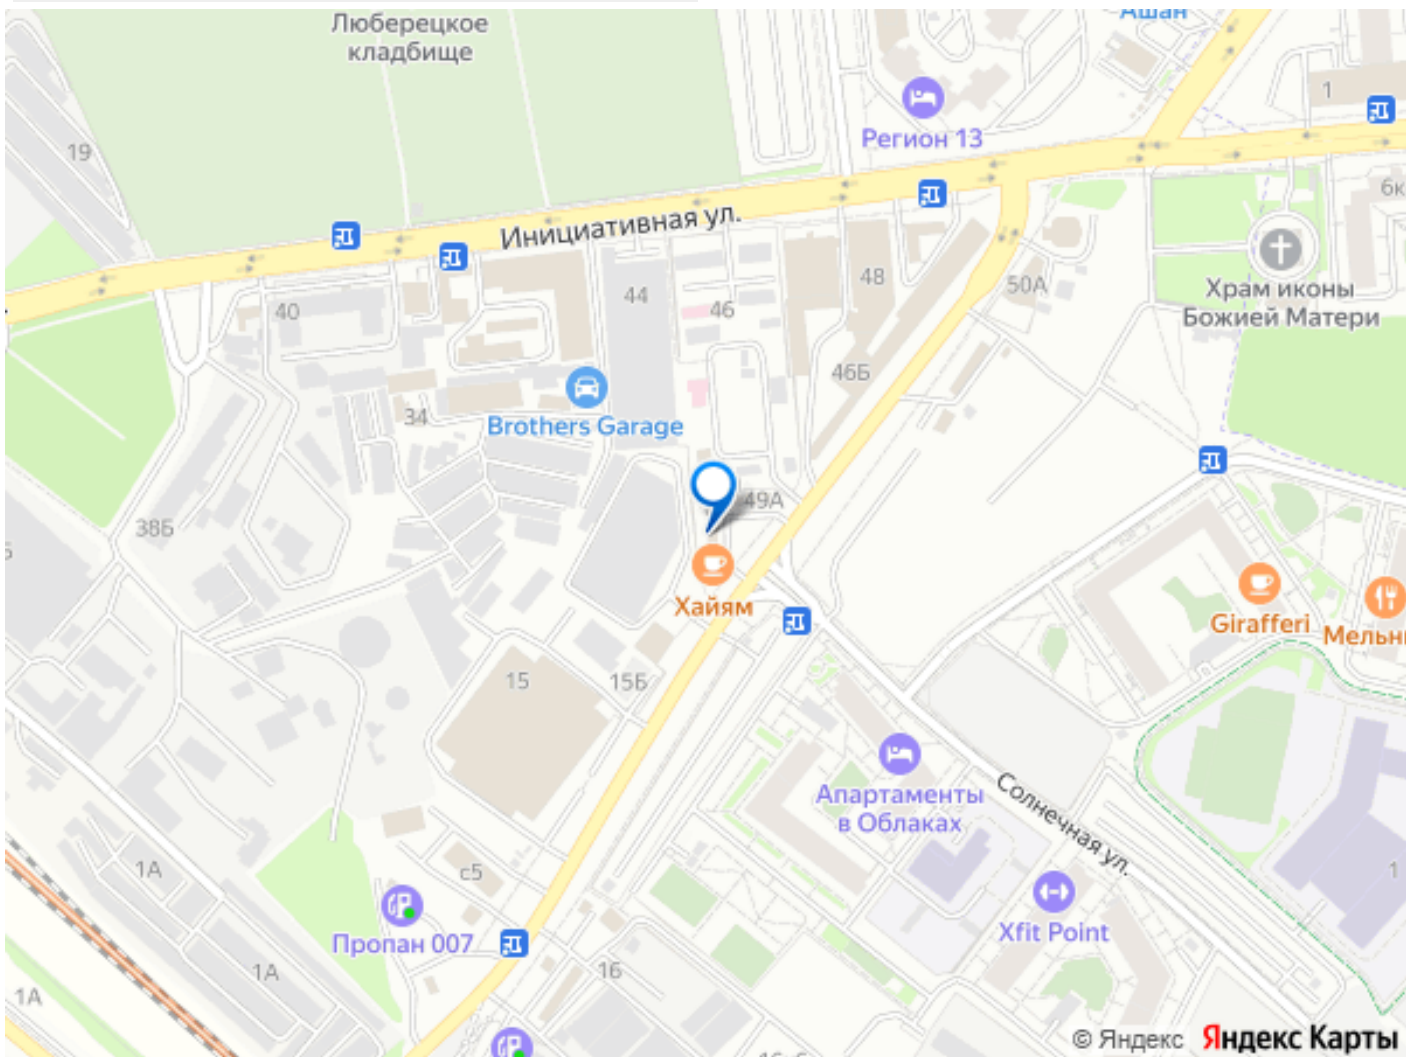 Люберецкое
кладбище
Ашан
19
Регион 13
1
6к
Инициативная ул.
Храм иконы
Божией Матери
40
44
46
48
50А
46Б
34
Brothers Garage
38Б
49А
Хайям
Girafferi
Мельн
15
15Б
Апартаменты
в Облаках
Солнечная ул.
1А
с5
1
Пропан 007
Xfit Point
1А
16
1А
© Яндекс Яндекс Карты